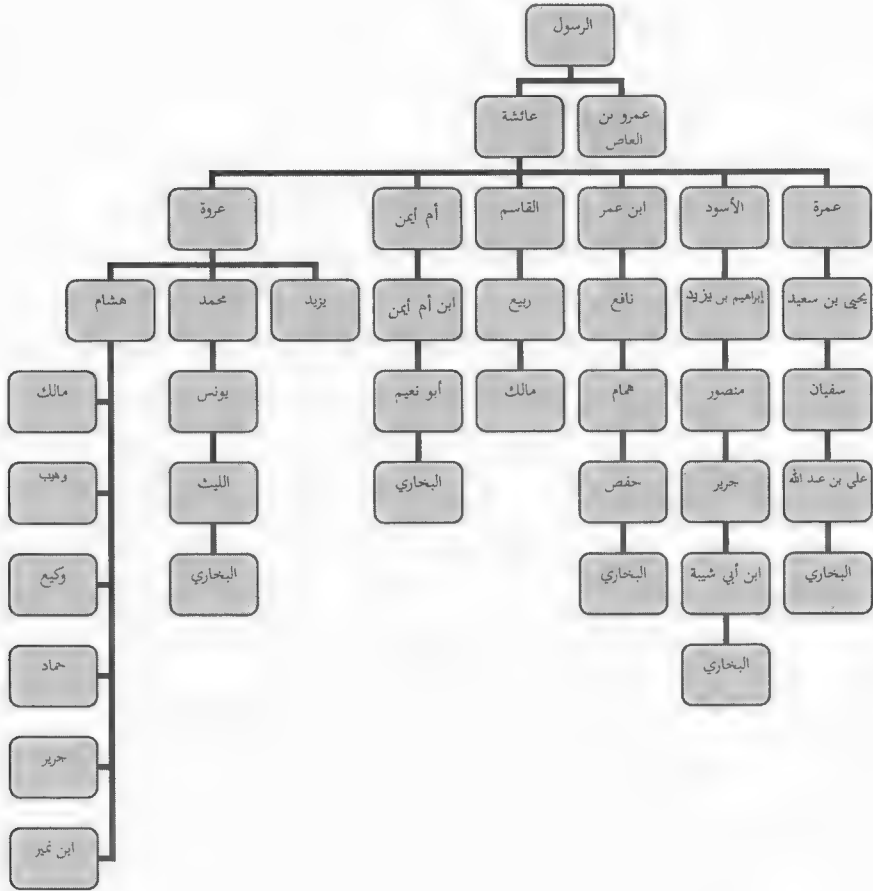 الرسول
عمرو بن
العاص
عائشة
عمرة
الأسود
ابن عمر
القاسم
أم أيمن
عروة
يحيى بن سعيد
إبراهيم بن يزيد
نافع
ربيع
ابن أم أيمن
يزيد
محمد
هشام
سفيان
منصور
همام
مالك
أبو نعيم
يونس
مالك
علي بن عبد الله
جرير
حفص
البخاري
الليث
وهيب
البخاري
ابن أبي شيبة
البخاري
البخاري
وكيع
البخاري
حماد
جرير
ابن نمير